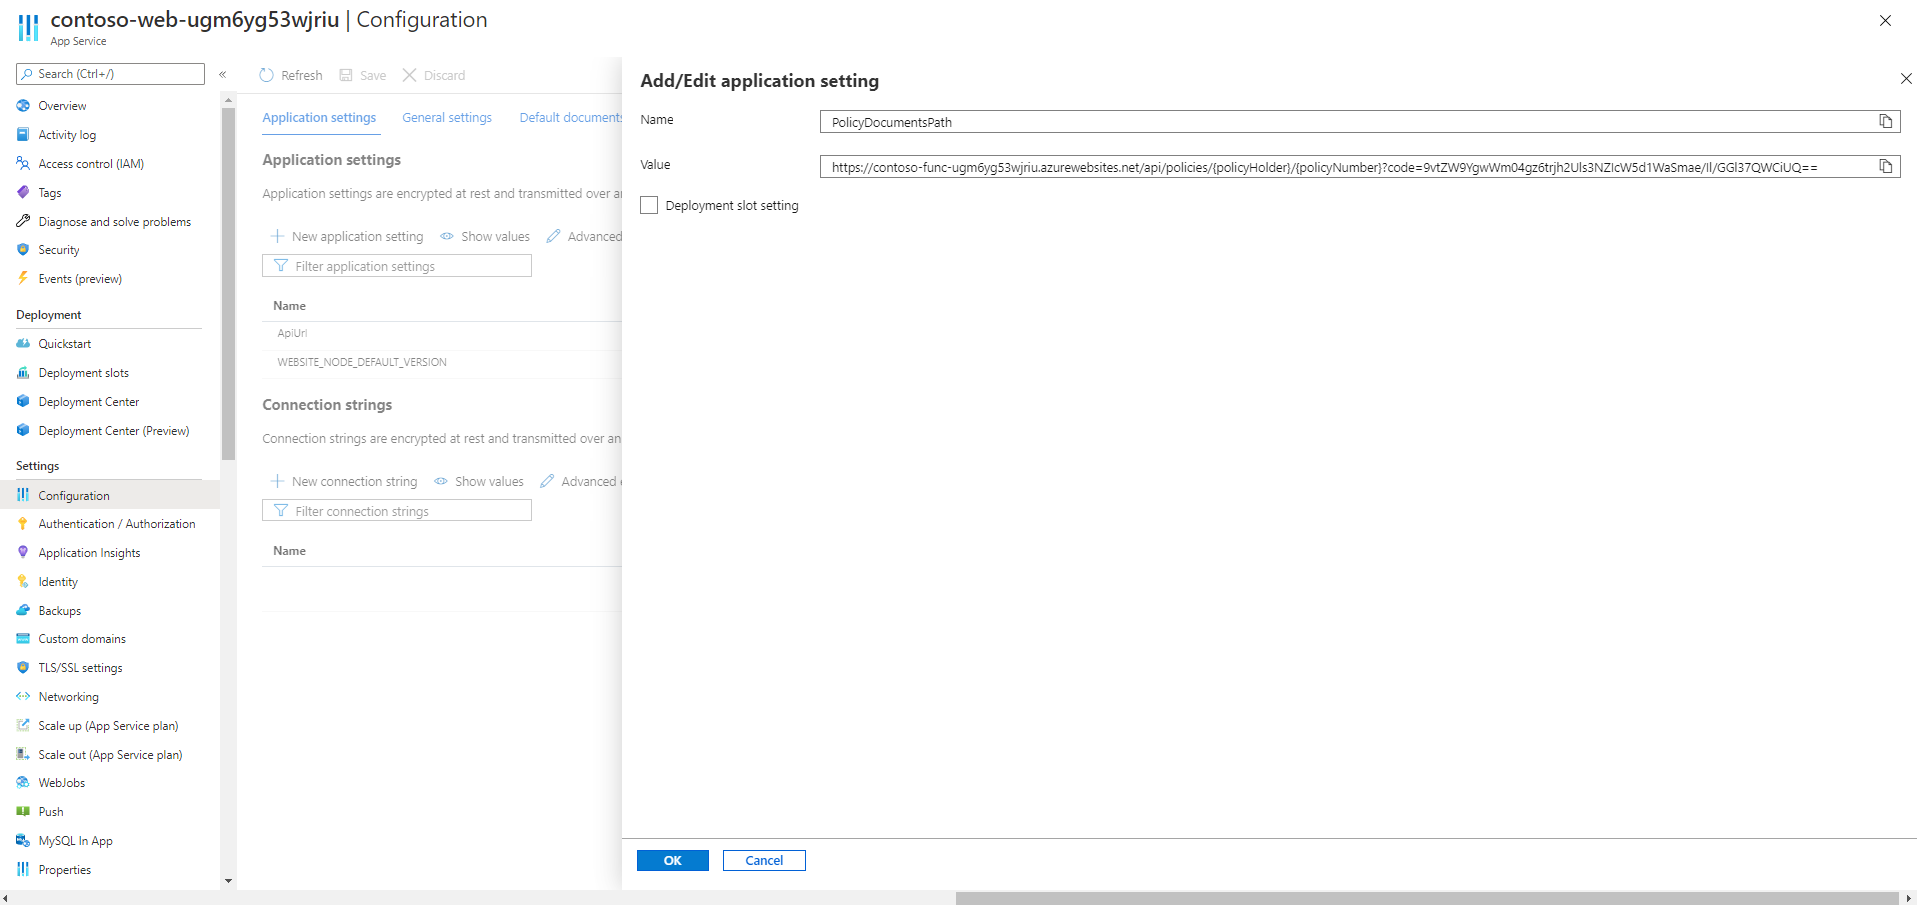 contoso-web-ugm6yg53wjriu | Configuration
App Service
Search (Ctrl+/)
«
Overview
Activity log
Access control (IAM)
Tags
Diagnose and solve problems
Security
Events (preview)
Deployment
Quickstart
Deployment slots
Deployment Center
Deployment Center (Preview)
Settings
Configuration
Authentication / Authorization
Application Insights
Identity
Backups
Custom domains
TLS/SSL settings
Networking
Scale up (App Service plan)
Scale out (App Service plan)
WebJobs
Push
MySQL In App
Properties
Refresh Save Discard
Application settings General settings Default documents
Application settings
Application settings are encrypted at rest and transmitted over an
New application setting Show values Advanced
Filter application settings
Name
ApiUrl
WEBSITE_NODE_DEFAULT_VERSION
Connection strings
Connection strings are encrypted at rest and transmitted over an
New connection string Show values Advanced
Filter connection strings
Name
Add/Edit application setting
Name PolicyDocumentsPath
Value https://contoso-func-ugm6yg53wjriu.azurewebsites.net/api/policies/{policyHolder}/{policyNumber}?code=9vtZW9YgwWm04gz6trjh2Uls3NZIcW5d1WaSmae/Il/GGl37QWCiUQ==
Deployment slot setting
OK Cancel